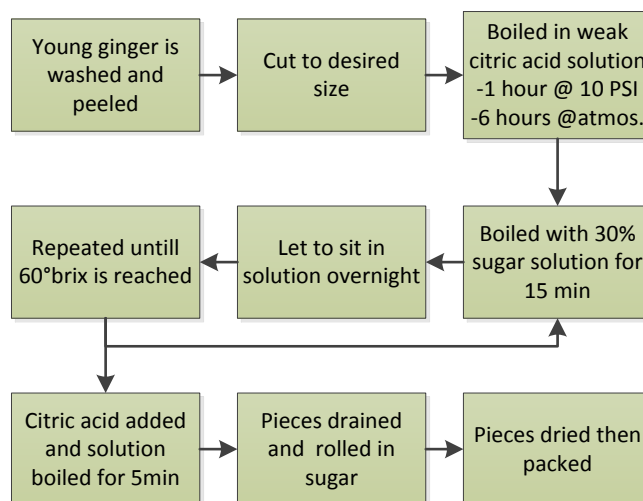 Young ginger is
washed and
peeled
Cut to desired
size
Boiled in weak
citric acid solution
-1 hour @ 10 PSI
-6 hours @atmos.
Boiled with 30%
sugar solution for
15 min
Let to sit in
solution overnight
Repeated untill
60°brix is reached
Citric acid added
and solution
boiled for 5min
Pieces drained
and rolled in
sugar
Pieces dried then
packed